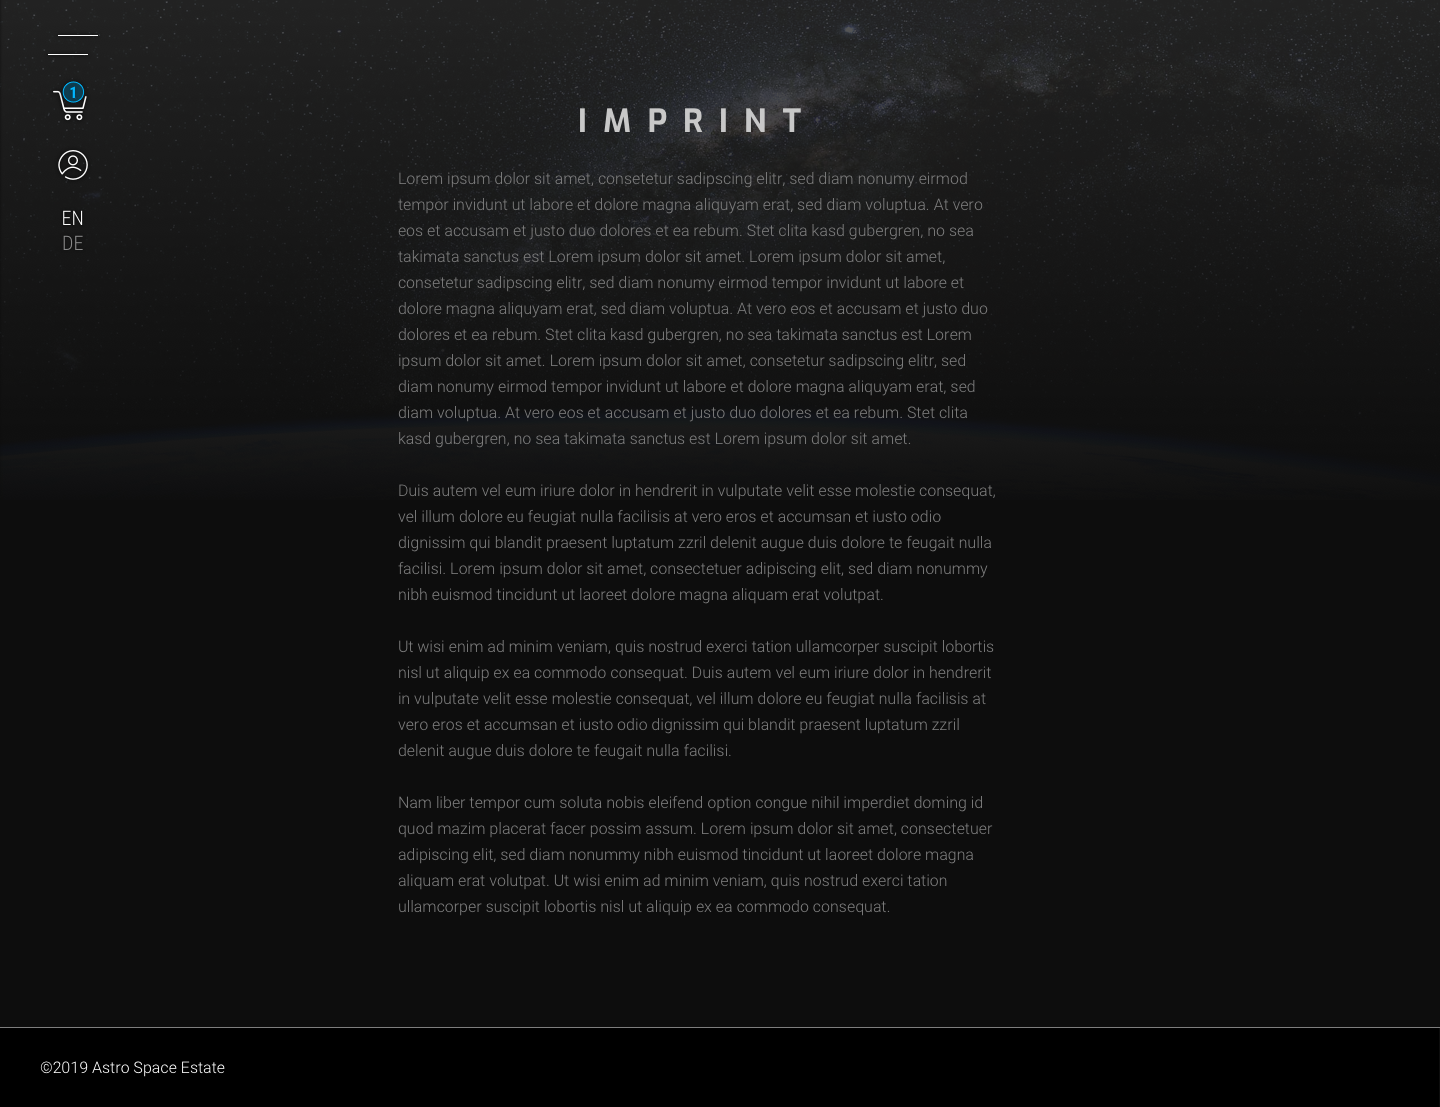 1
EN
DE
IMPRINT
Lorem ipsum dolor sit amet, consetetur sadipscing elitr, sed diam nonumy eirmod
tempor invidunt ut labore et dolore magna aliquyam erat, sed diam voluptua. At vero
eos et accusam et justo duo dolores et ea rebum. Stet clita kasd gubergren, no sea
takimata sanctus est Lorem ipsum dolor sit amet. Lorem ipsum dolor sit amet,
consetetur sadipscing elitr, sed diam nonumy eirmod tempor invidunt ut labore et
dolore magna aliquyam erat, sed diam voluptua. At vero eos et accusam et justo duo
dolores et ea rebum. Stet clita kasd gubergren, no sea takimata sanctus est Lorem
ipsum dolor sit amet. Lorem ipsum dolor sit amet, consetetur sadipscing elitr, sed
diam nonumy eirmod tempor invidunt ut labore et dolore magna aliquyam erat, sed
diam voluptua. At vero eos et accusam et justo duo dolores et ea rebum. Stet clita
kasd gubergren, no sea takimata sanctus est Lorem ipsum dolor sit amet.
Duis autem vel eum iriure dolor in hendrerit in vulputate velit esse molestie consequat,
vel illum dolore eu feugiat nulla facilisis at vero eros et accumsan et iusto odio
dignissim qui blandit praesent luptatum zzril delenit augue duis dolore te feugait nulla
facilisi. Lorem ipsum dolor sit amet, consectetuer adipiscing elit, sed diam nonummy
nibh euismod tincidunt ut laoreet dolore magna aliquam erat volutpat.
Ut wisi enim ad minim veniam, quis nostrud exerci tation ullamcorper suscipit lobortis
nisl ut aliquip ex ea commodo consequat. Duis autem vel eum iriure dolor in hendrerit
in vulputate velit esse molestie consequat, vel illum dolore eu feugiat nulla facilisis at
vero eros et accumsan et iusto odio dignissim qui blandit praesent luptatum zzril
delenit augue duis dolore te feugait nulla facilisi.
Nam liber tempor cum soluta nobis eleifend option congue nihil imperdiet doming id
quod mazim placerat facer possim assum. Lorem ipsum dolor sit amet, consectetuer
adipiscing elit, sed diam nonummy nibh euismod tincidunt ut laoreet dolore magna
aliquam erat volutpat. Ut wisi enim ad minim veniam, quis nostrud exerci tation
ullamcorper suscipit lobortis nisl ut aliquip ex ea commodo consequat.
©2019 Astro Space Estate